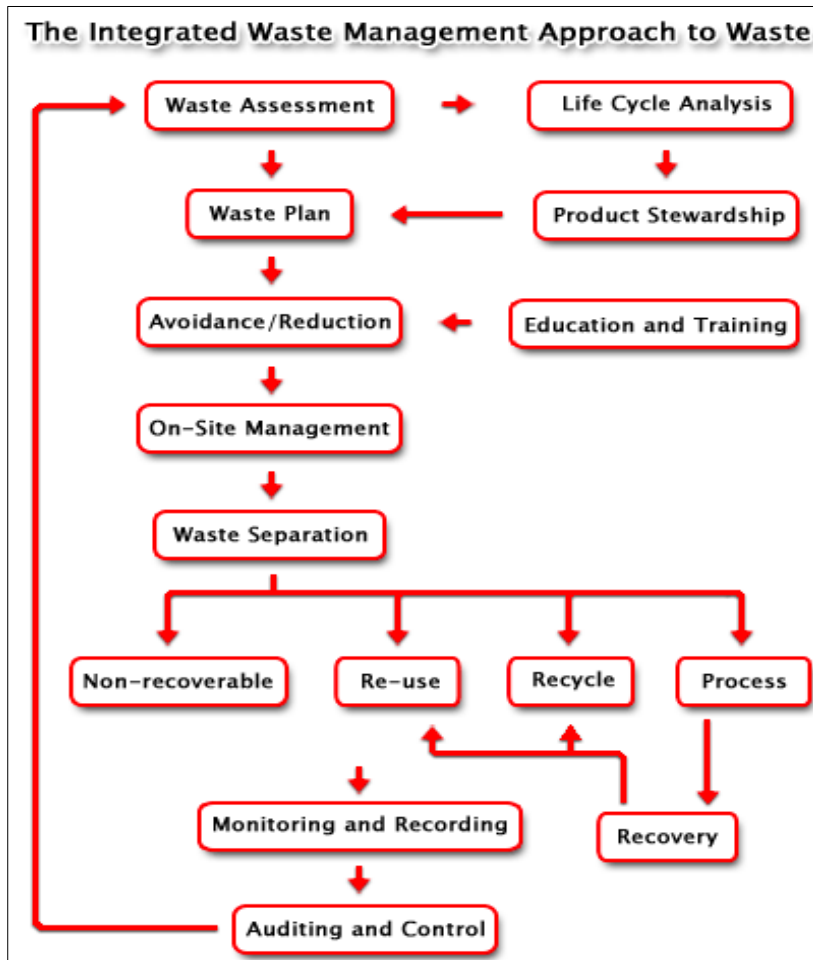 The Integrated Waste Management Approach to Waste
Waste Assessment
Life Cycle Analysis
Waste Plan
Product Stewardship
Avoidance/Reduction
Education and Training
On-Site Management
Waste Separation
Non-recoverable
Re-use
Recycle
Process
Monitoring and Recording
Recovery
Auditing and Control